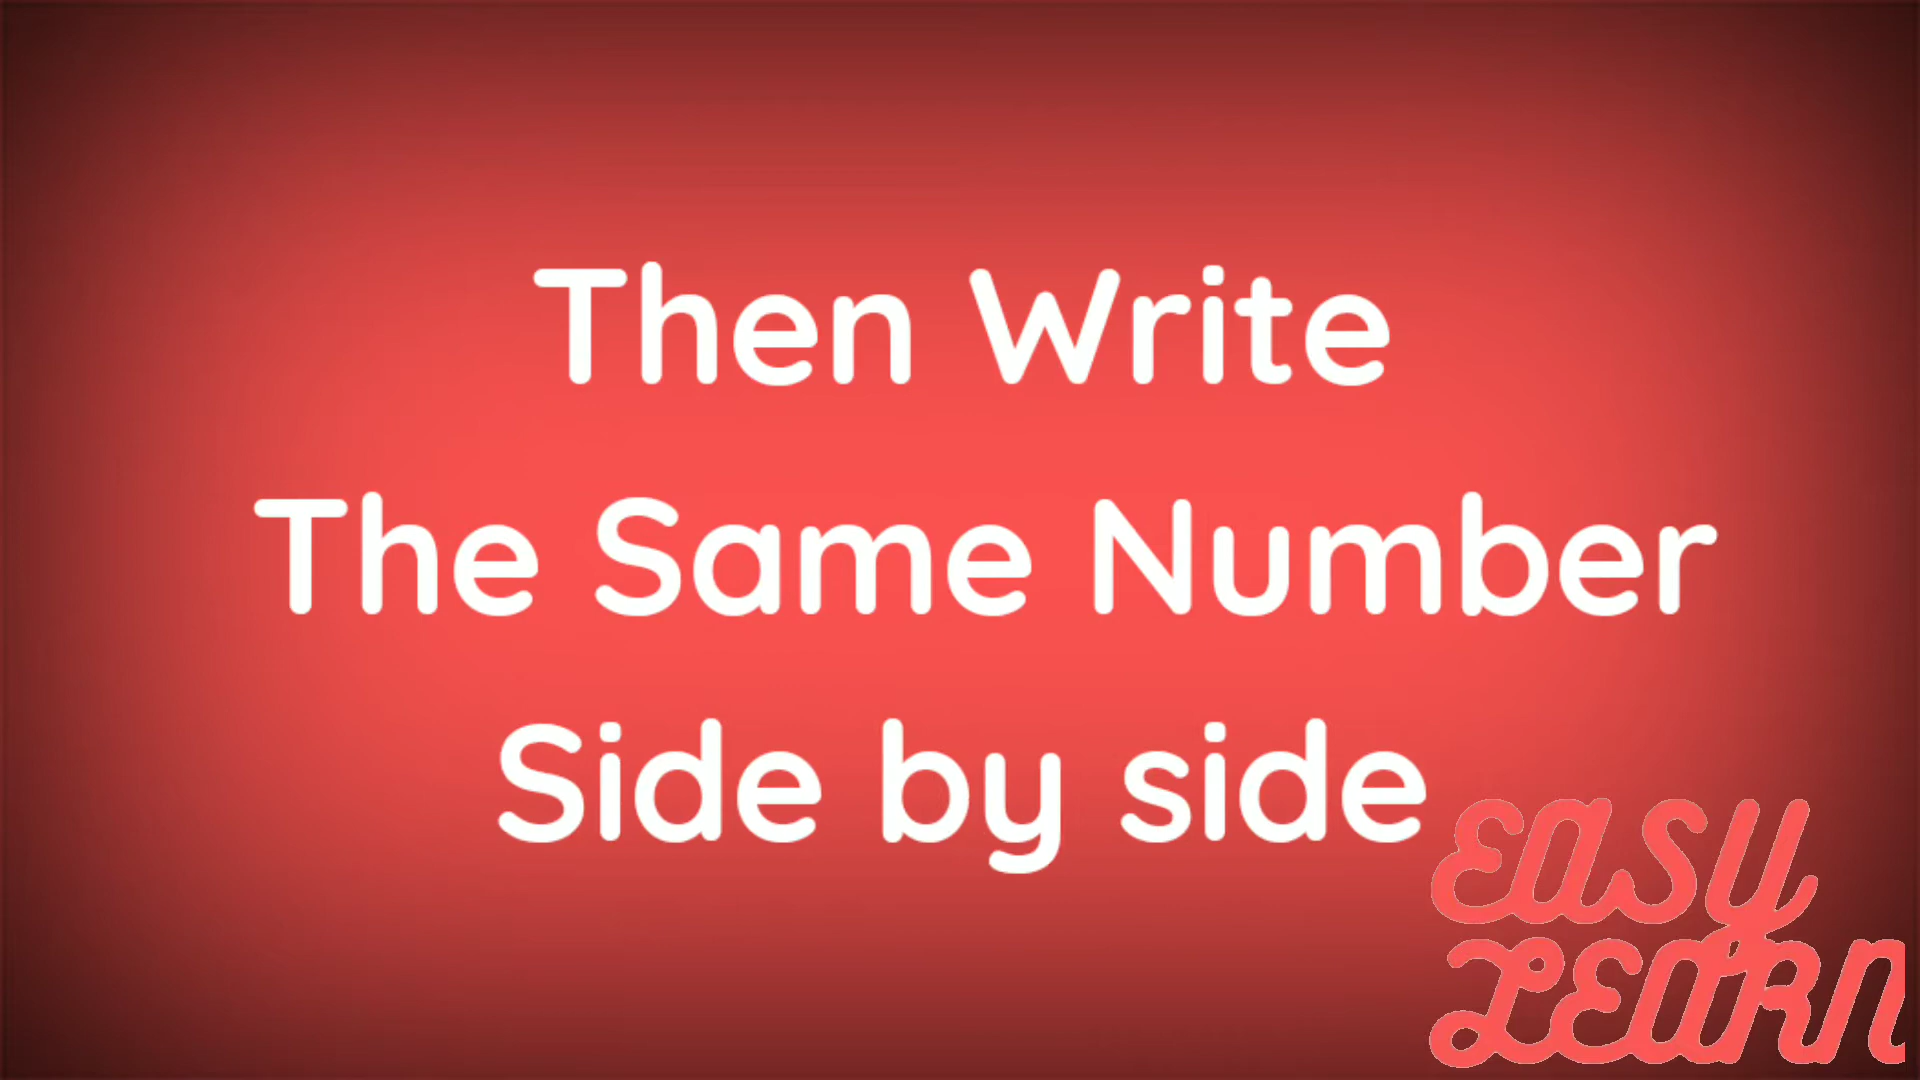 Then Write
The Same Number
Side by side
Easy
Learn